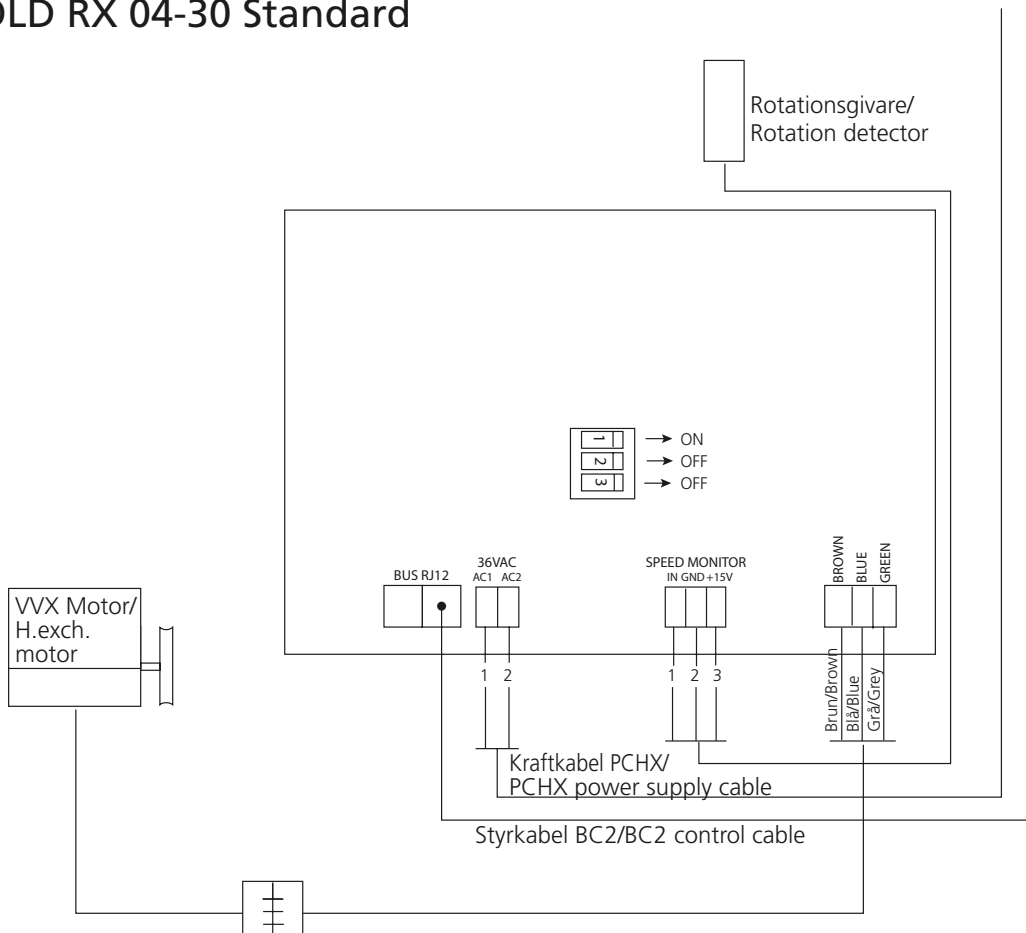 OLD RX 04-30 Standard
Rotationsgivare/
Rotation detector
1 → ON
2 → OFF
3 → OFF
BUS RJ12
36VAC
AC1 AC2
SPEED MONITOR
IN GND +15V
BROWN
BLUE
GREEN
VVX Motor/
H.exch.
motor
1 2
1 2 3
Brun/Brown
Blå/Blue
Grå/Grey
Kraftkabel PCHX/
PCHX power supply cable
Styrkabel BC2/BC2 control cable